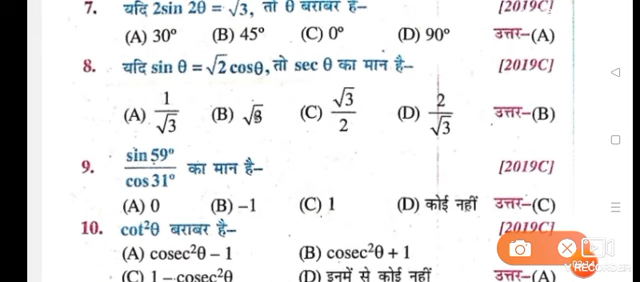 7. यदि 2sin 2θ = √3, तो θ बराबर है– [2019C]
(A) 30° (B) 45° (C) 0° (D) 90° उत्तर–(A)
8. यदि sin θ = √2 cosθ, तो sec θ का मान है– [2019C]
(A) 1/√3 (B) √3 (C) √3/2 (D) 2/√3 उत्तर–(B)
9. sin 59°/cos 31° का मान है– [2019C]
(A) 0 (B) –1 (C) 1 (D) कोई नहीं उत्तर–(C)
10. cot²θ बराबर है– [2019C]
(A) cosec²θ – 1 (B) cosec²θ + 1
(C) 1 – cosec²θ (D) इनमें से कोई नहीं उत्तर–(A)
RECORDER